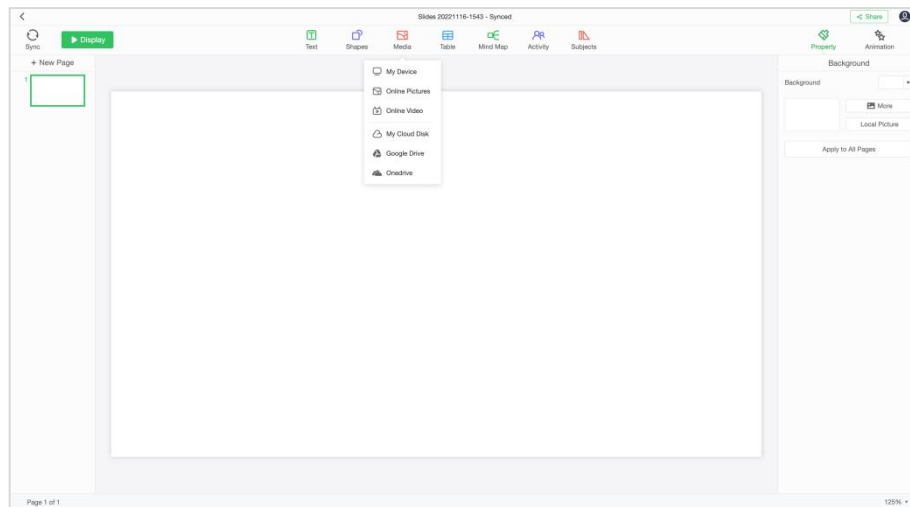 Slides 20221116-1543 - Synced
Share
Sync
Display
Text
Shapes
Media
Table
Mind Map
Activity
Subjects
Property
Animation
+ New Page
1
My Device
Online Pictures
Online Video
My Cloud Disk
Google Drive
Onedrive
Background
Background
More
Local Picture
Apply to All Pages
Page 1 of 1
125%